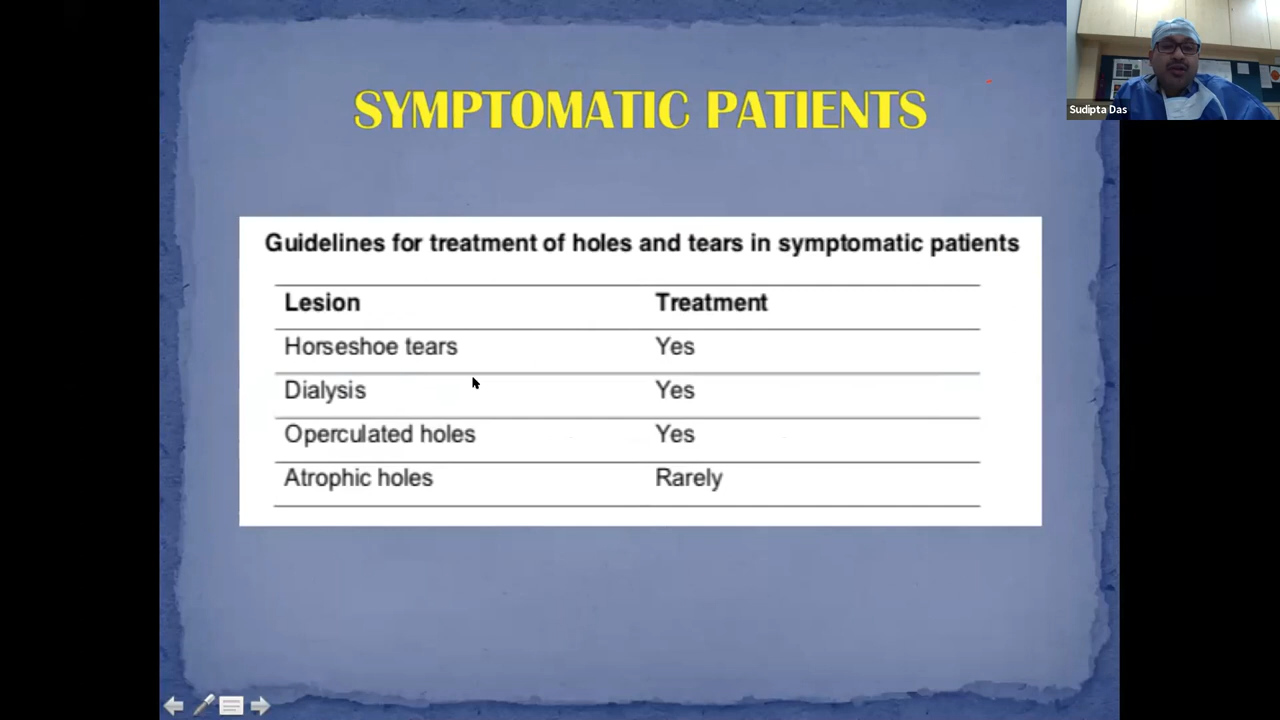 SYMPTOMATIC PATIENTS
Sudipta Das
Guidelines for treatment of holes and tears in symptomatic patients
Lesion Treatment
Horseshoe tears Yes
Dialysis Yes
Operculated holes Yes
Atrophic holes Rarely